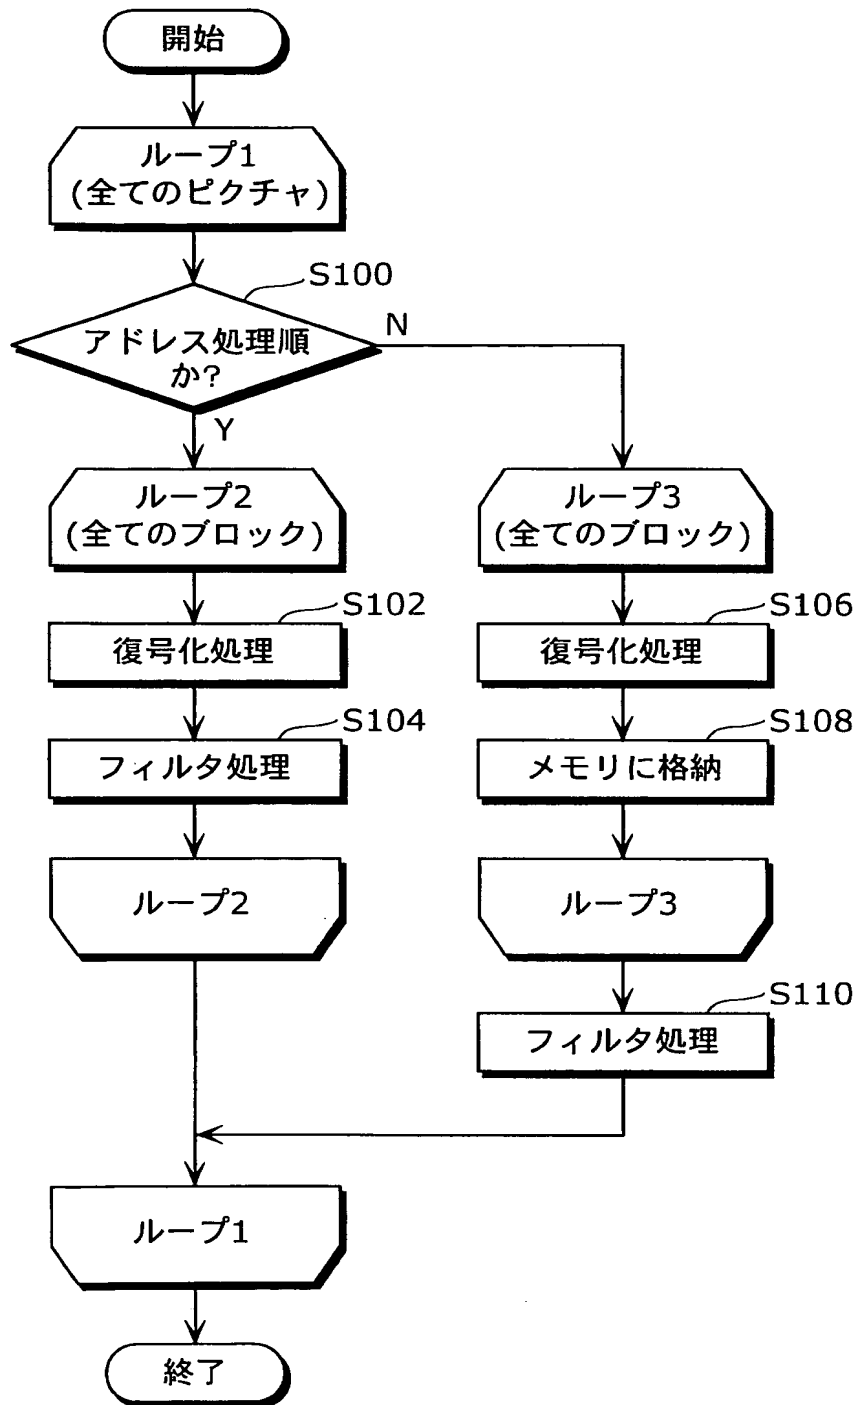 開始
ループ1
(全てのピクチャ)
S100
アドレス処理順
か?
N
Y
ループ2
(全てのブロック)
ループ3
(全てのブロック)
S102
復号化処理
S106
復号化処理
S104
フィルタ処理
S108
メモリに格納
ループ2
ループ3
S110
フィルタ処理
ループ1
終了